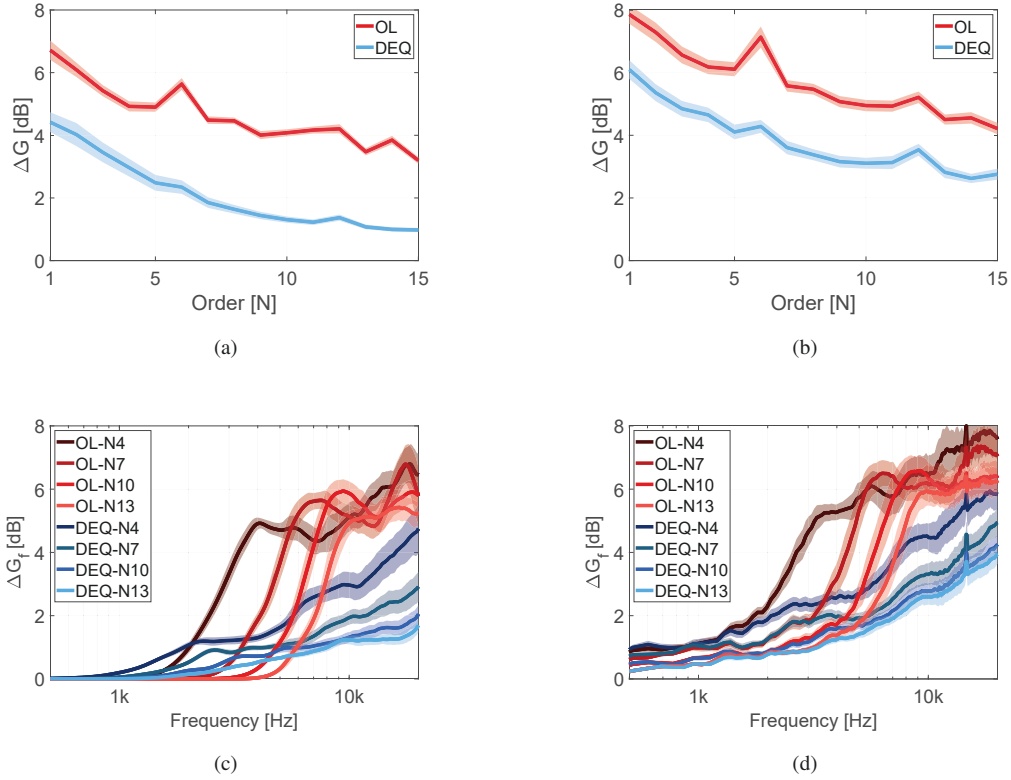 8
6
4
2
0
ΔG [dB]
OL
DEQ
1
5
10
15
Order [N]
(a)
8
6
4
2
0
ΔG [dB]
OL
DEQ
1
5
10
15
Order [N]
(b)
8
6
4
2
0
ΔG_f [dB]
OL-N4
OL-N7
OL-N10
OL-N13
DEQ-N4
DEQ-N7
DEQ-N10
DEQ-N13
1k
10k
Frequency [Hz]
(c)
8
6
4
2
0
ΔG_f [dB]
OL-N4
OL-N7
OL-N10
OL-N13
DEQ-N4
DEQ-N7
DEQ-N10
DEQ-N13
1k
10k
Frequency [Hz]
(d)